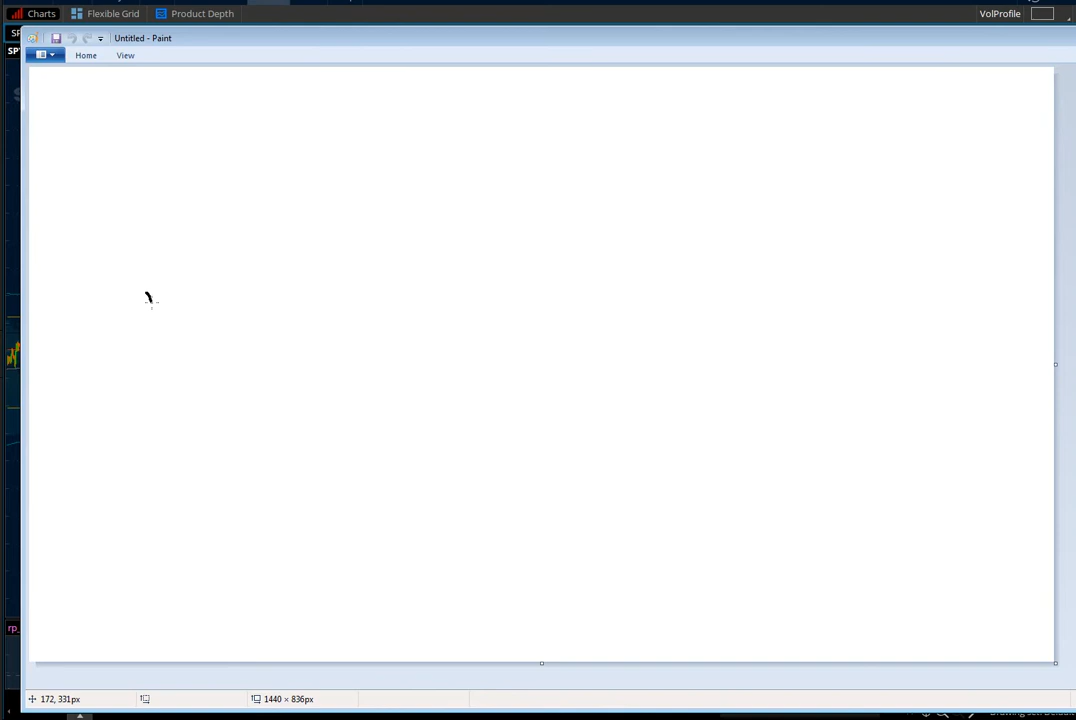 Charts Flexible Grid Product Depth VolProfile
Untitled - Paint
Home View
172, 331px 1440 × 836px